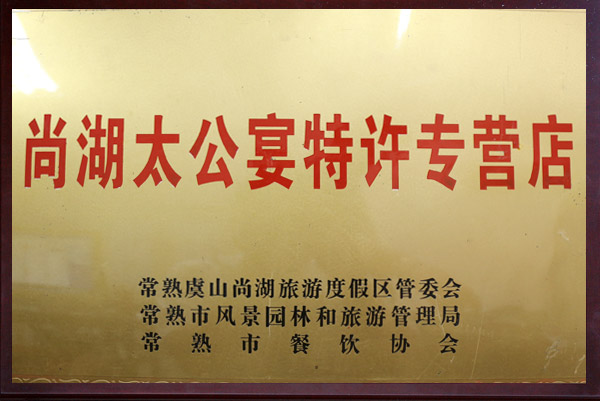 尚湖太公宴特许专营店
常熟虞山尚湖旅游度假区管委会
常熟市风景园林和旅游管理局
常熟市餐饮协会